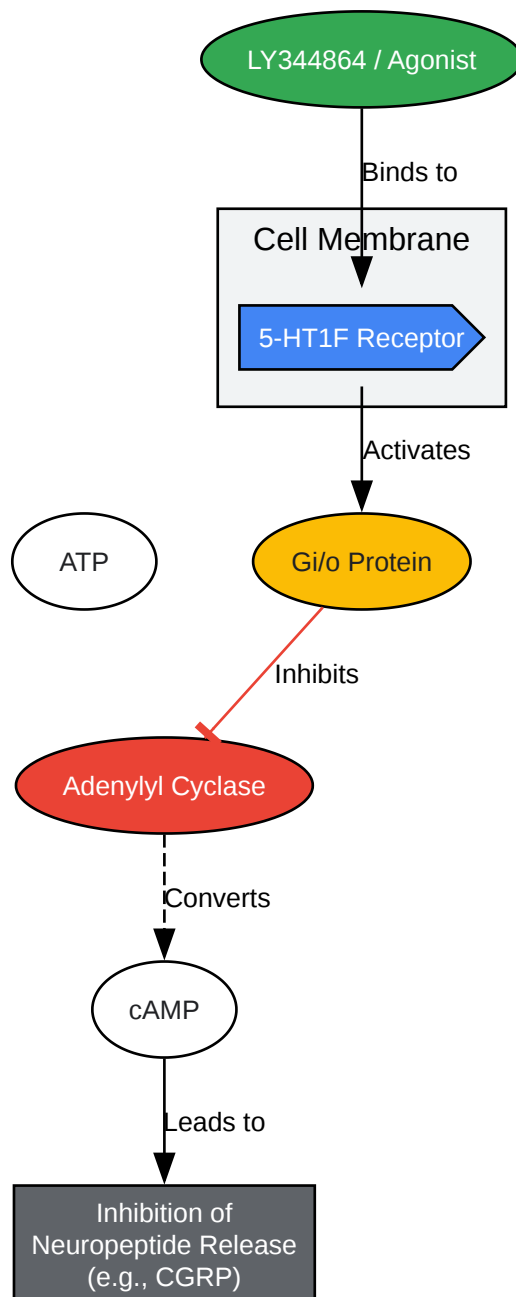 LY344864 / Agonist
Binds to
Cell Membrane
5-HT1F Receptor
Activates
ATP
Gi/o Protein
Inhibits
Adenylyl Cyclase
Converts
cAMP
Leads to
Inhibition of
Neuropeptide Release
(e.g., CGRP)